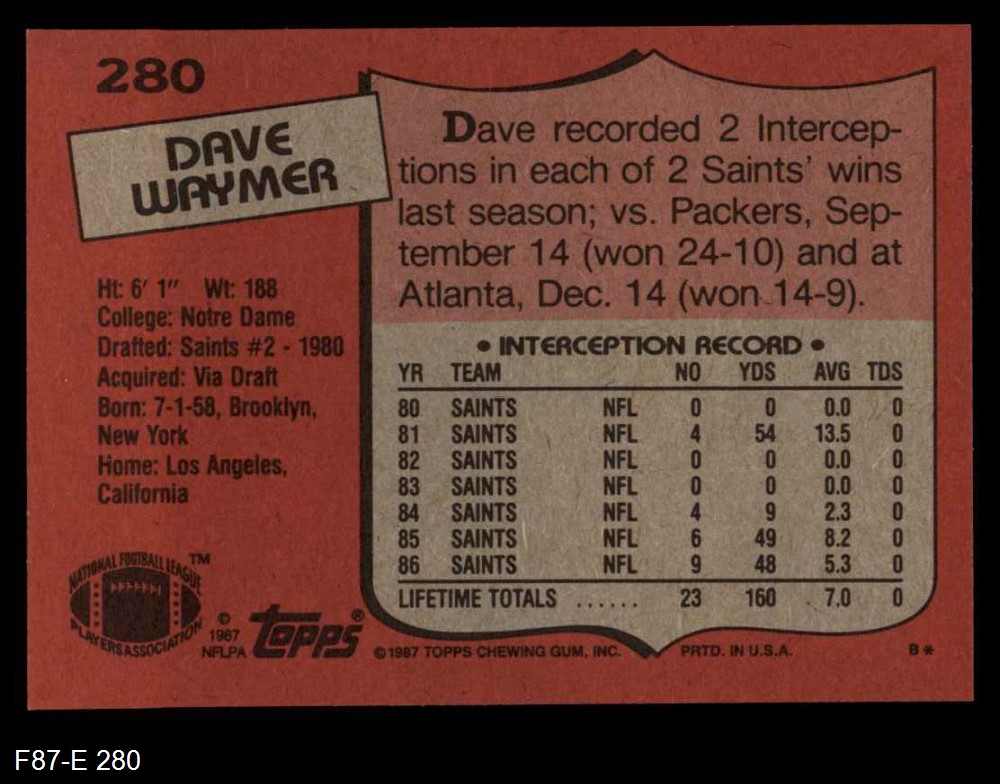 280
DAVE
WAYMER
Dave recorded 2 Intercep-
tions in each of 2 Saints' wins
last season; vs. Packers, Sep-
tember 14 (won 24-10) and at
Atlanta, Dec. 14 (won 14-9).
Ht: 6' 1" Wt: 188
College: Notre Dame
Drafted: Saints #2 - 1980
Acquired: Via Draft
Born: 7-1-58, Brooklyn,
New York
Home: Los Angeles,
California
• INTERCEPTION RECORD •
YR TEAM NO YDS AVG TDS
80 SAINTS NFL 0 0 0.0 0
81 SAINTS NFL 4 54 13.5 0
82 SAINTS NFL 0 0 0.0 0
83 SAINTS NFL 0 0 0.0 0
84 SAINTS NFL 4 9 2.3 0
85 SAINTS NFL 6 49 8.2 0
86 SAINTS NFL 9 48 5.3 0
LIFETIME TOTALS ...... 23 160 7.0 0
NATIONAL FOOTBALL LEAGUE TM
PLAYERS ASSOCIATION
© 1987 NFLPA
topps®
©1987 TOPPS CHEWING GUM, INC. PRTD. IN U.S.A. B*
F87-E 280